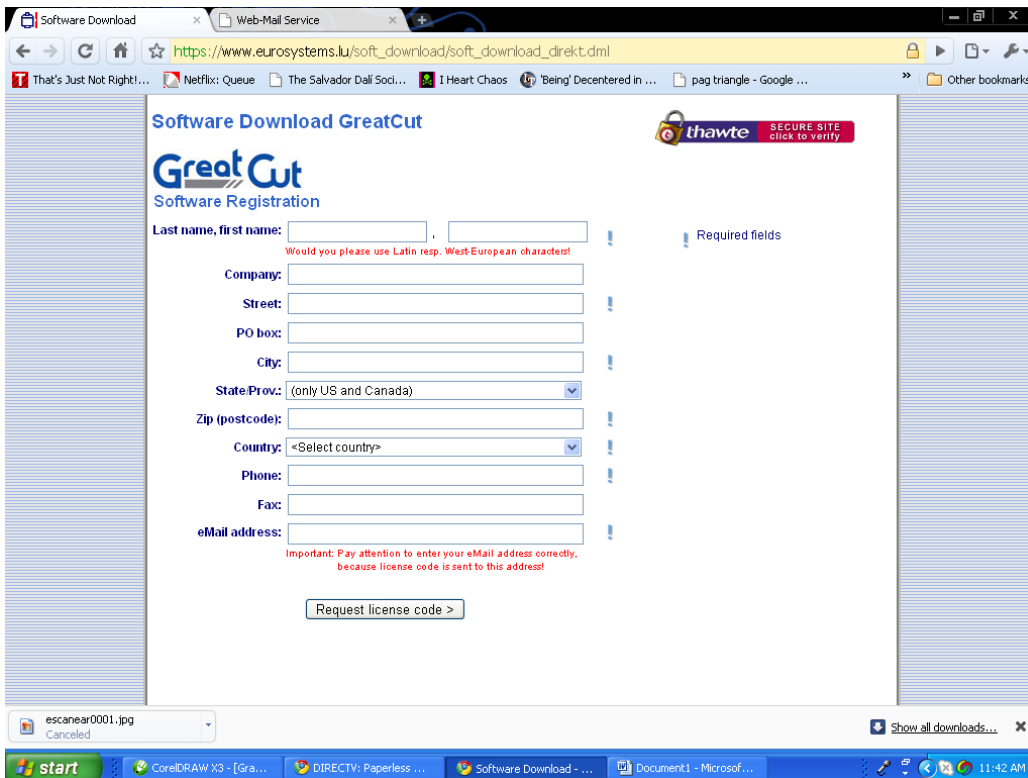 Software Download
Web-Mail Service
https://www.eurosystems.lu/soft_download/soft_download_direkt.dml
That's Just Not Right!...
Netflix: Queue
The Salvador Dalí Soci...
I Heart Chaos
'Being' Decentered in ...
pag triangle - Google ...
»
Other bookmarks
Software Download GreatCut
thawte SECURE SITE
click to verify
Great Cut
Software Registration
Last name, first name: ,
Required fields
Would you please use Latin resp. West-European characters!
Company:
Street:
PO box:
City:
State/Prov.: (only US and Canada)
Zip (postcode):
Country: <Select country>
Phone:
Fax:
eMail address:
Important: Pay attention to enter your eMail address correctly,
because license code is sent to this address!
Request license code >
escanear0001.jpg
Canceled
Show all downloads...
start
CorelDRAW X3 - [Gra...
DIRECTV: Paperless ...
Software Download - ...
Document1 - Microsof...
11:42 AM